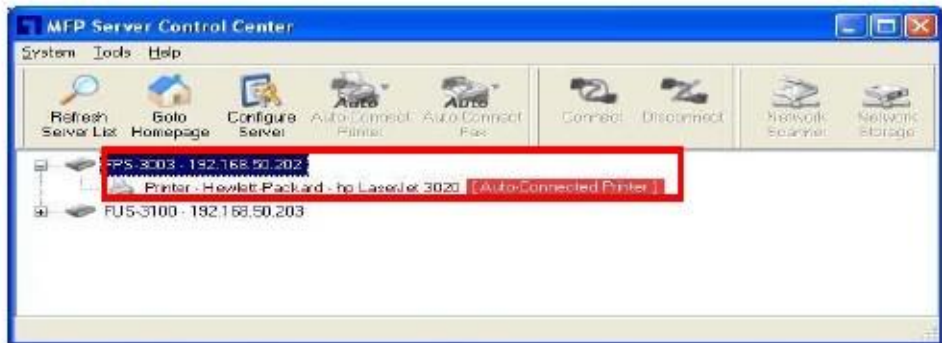 MFP Server Control Center
System Tools Help
Refresh Server List
Goto Homepage
Configure Server
Auto-Connect Printer
Auto-Connect Fax
Connect
Disconnect
Network Scanner
Network Storage
FPS-3003 - 192.168.50.202
Printer - Hewlett-Packard - hp LaserJet 3020 [Auto-Connected Printer]
FUS-3100 - 192.168.50.203